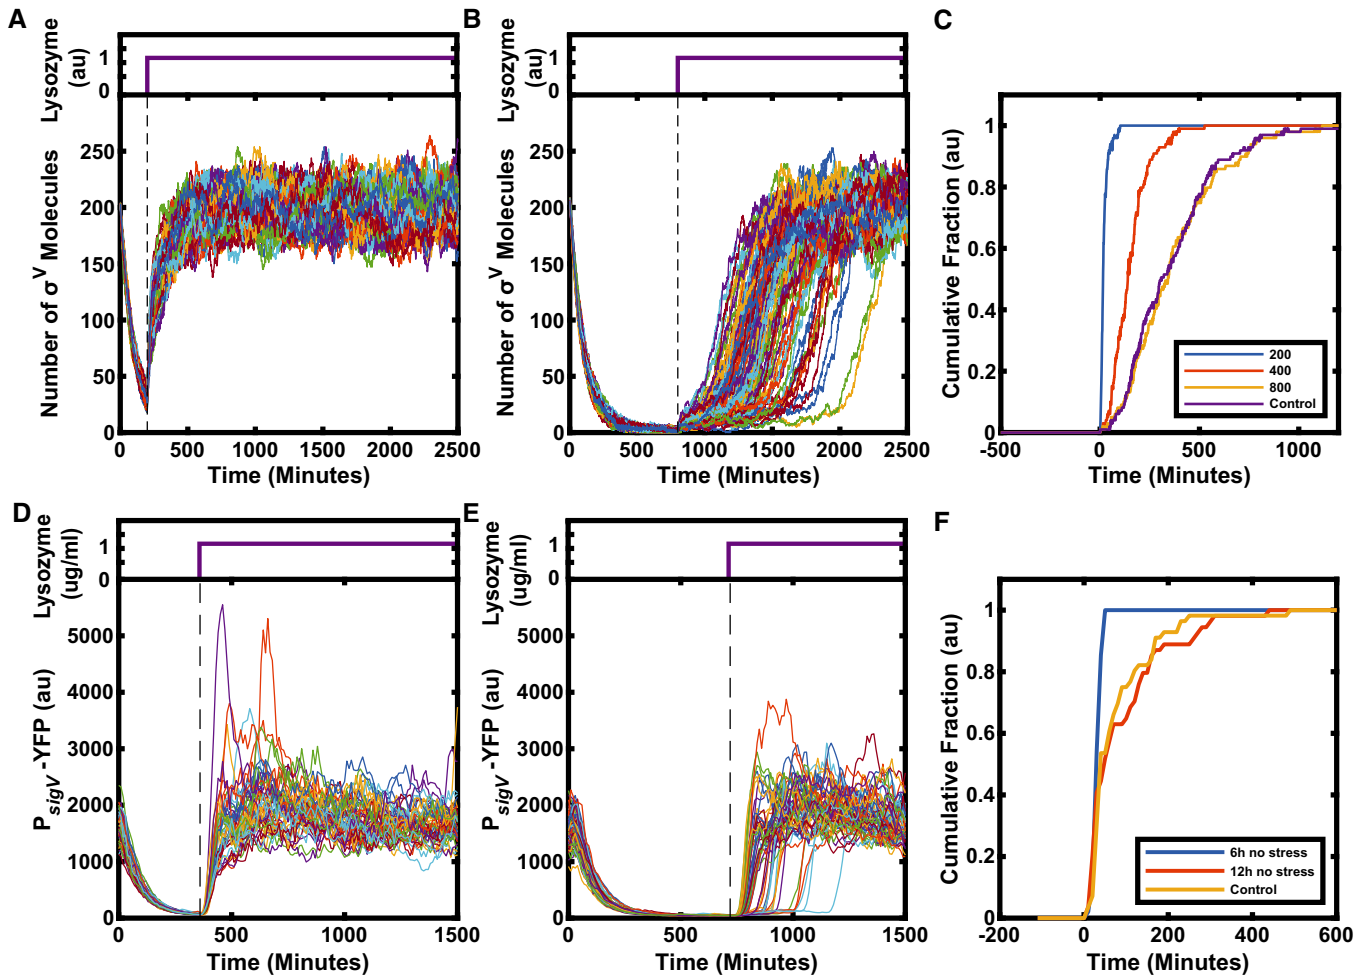 A
Lysozyme
(au)
1
0
Number of σV Molecules
250
200
150
100
50
0
0 500 1000 1500 2000 2500
Time (Minutes)
B
Lysozyme
(au)
1
0
Number of σV Molecules
250
200
150
100
50
0
0 500 1000 1500 2000 2500
Time (Minutes)
C
Cumulative Fraction (au)
1
0.8
0.6
0.4
0.2
0
200
400
800
Control
-500 0 500 1000
Time (Minutes)
D
Lysozyme
(ug/ml)
1
0
PsigV-YFP (au)
5000
4000
3000
2000
1000
0
0 500 1000 1500
Time (Minutes)
E
Lysozyme
(ug/ml)
1
0
PsigV-YFP (au)
5000
4000
3000
2000
1000
0
0 500 1000 1500
Time (Minutes)
F
Cumulative Fraction (au)
1
0.8
0.6
0.4
0.2
0
6h no stress
12h no stress
Control
-200 0 200 400 600
Time (Minutes)